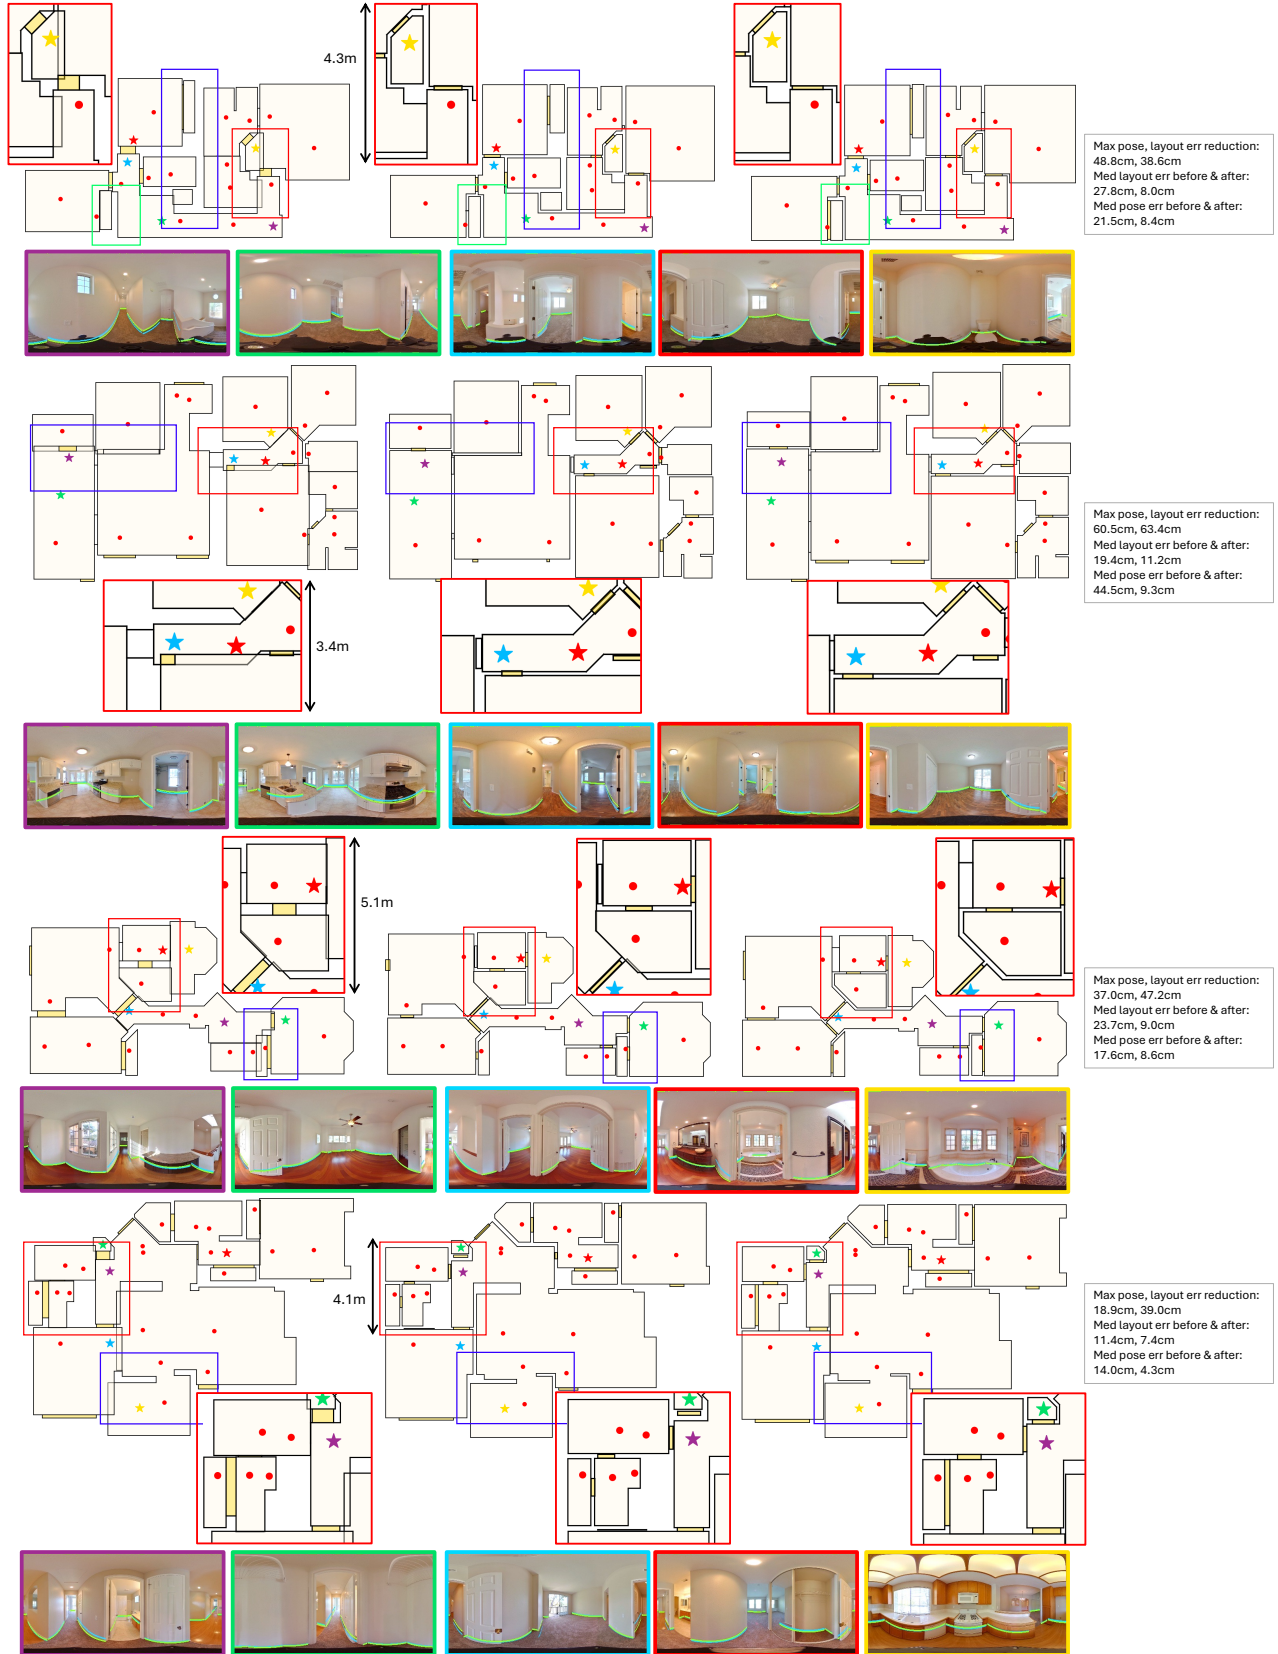 4.3m
Max pose, layout err reduction:
48.8cm, 38.6cm
Med layout err before & after:
27.8cm, 8.0cm
Med pose err before & after:
21.5cm, 8.4cm
Max pose, layout err reduction:
60.5cm, 63.4cm
Med layout err before & after:
19.4cm, 11.2cm
Med pose err before & after:
44.5cm, 9.3cm
3.4m
5.1m
Max pose, layout err reduction:
37.0cm, 47.2cm
Med layout err before & after:
23.7cm, 9.0cm
Med pose err before & after:
17.6cm, 8.6cm
4.1m
Max pose, layout err reduction:
18.9cm, 39.0cm
Med layout err before & after:
11.4cm, 7.4cm
Med pose err before & after:
14.0cm, 4.3cm